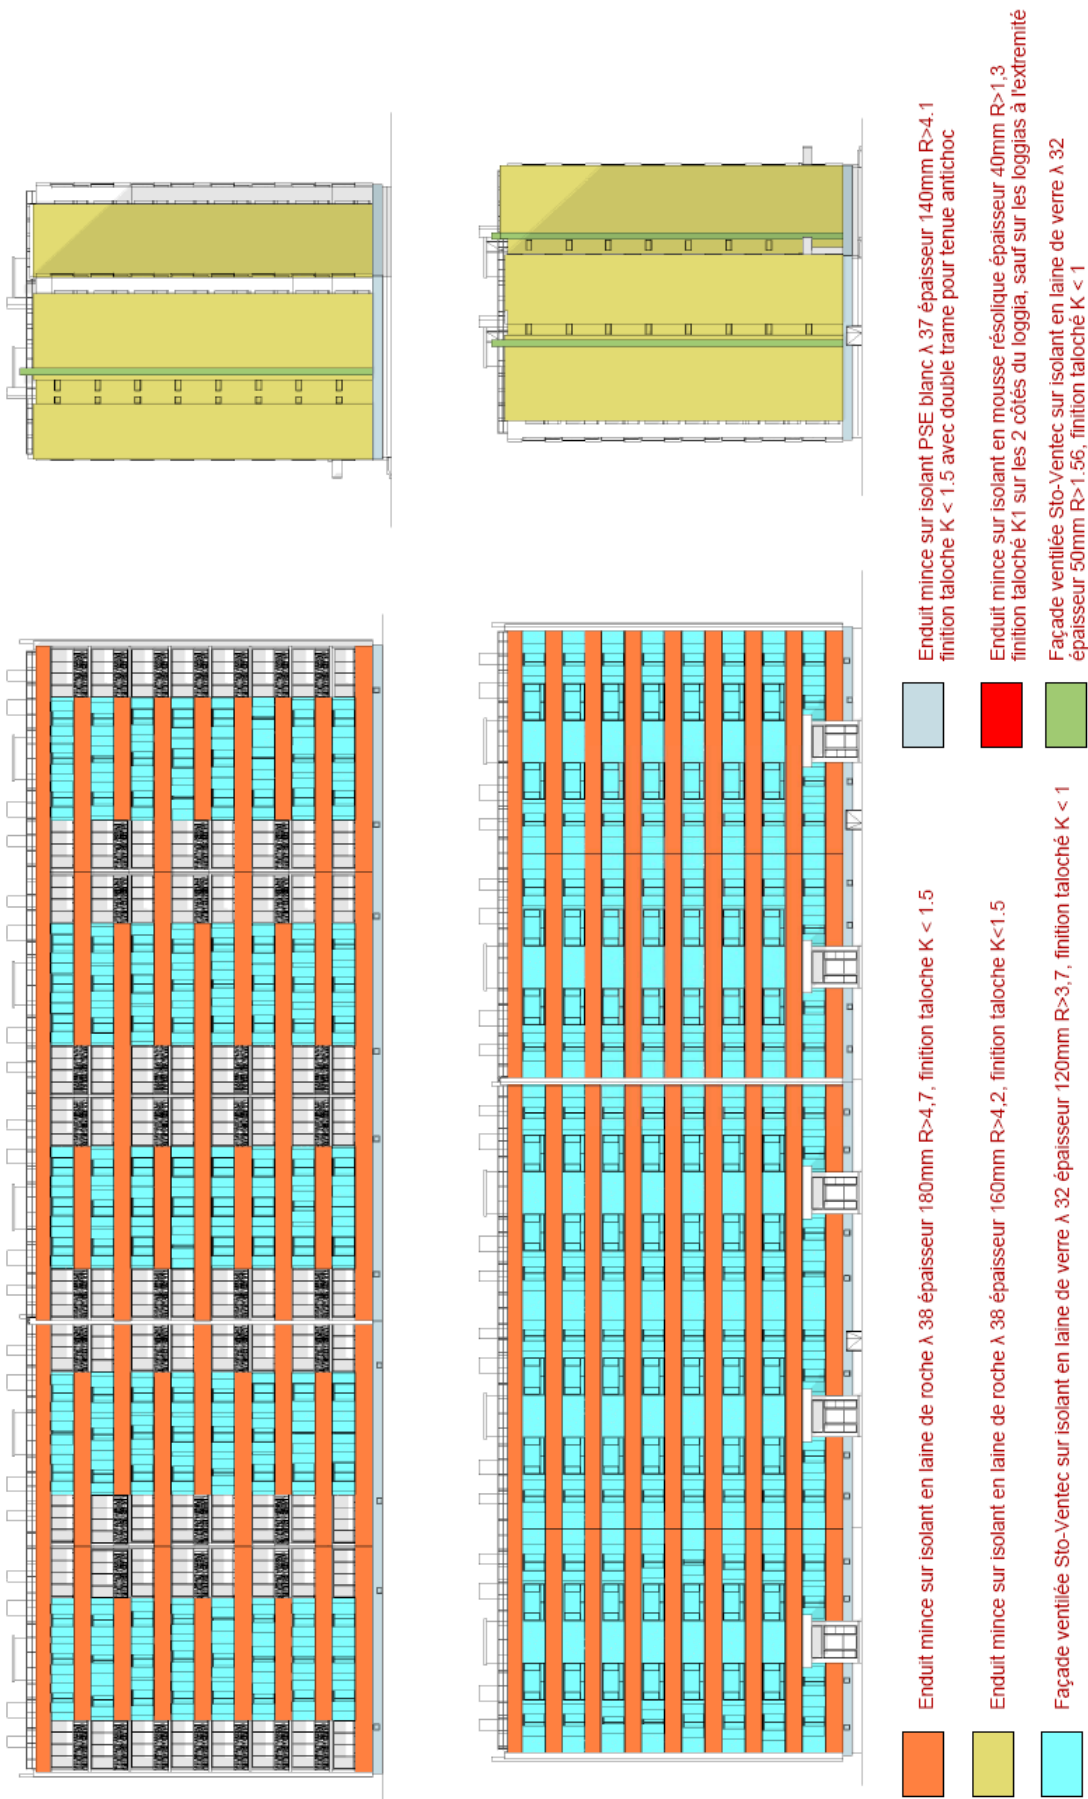 Enduit mince sur isolant en laine de roche λ 38 épaisseur 180mm R>4,7, finition taloche K < 1.5
Enduit mince sur isolant en laine de roche λ 38 épaisseur 160mm R>4,2, finition taloche K<1.5
Façade ventilée Sto-Ventec sur isolant en laine de verre λ 32 épaisseur 120mm R>3,7, finition taloché K < 1
Enduit mince sur isolant PSE blanc λ 37 épaisseur 140mm R>4.1
finition taloche K < 1.5 avec double trame pour tenue antichoc
Enduit mince sur isolant en mousse résolique épaisseur 40mm R>1,3
finition taloché K1 sur les 2 côtés du loggia, sauf sur les loggias à l'extremité
Façade ventilée Sto-Ventec sur isolant en laine de verre λ 32
épaisseur 50mm R>1.56, finition taloché K < 1